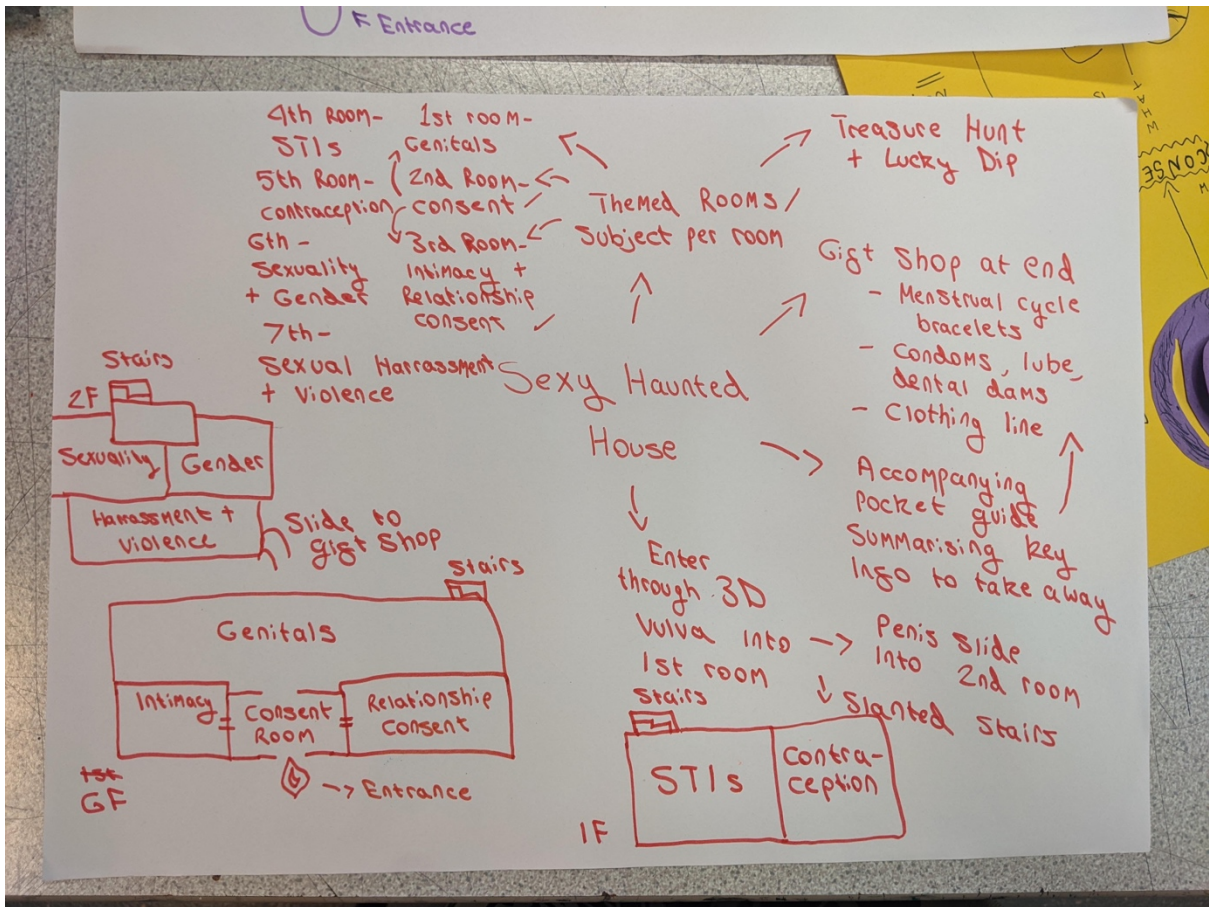 F Entrance
4th Room-
STIs
5th Room-
contraception
6th -
Sexuality
+ Gender
7th -
Sexual Harrassment
+ Violence
1st room-
Genitals
2nd Room-
consent
3rd Room-
Intimacy +
Relationship
consent
Themed Rooms/
Subject per room
Treasure Hunt
+ Lucky Dip
Gift Shop at end
- Menstrual cycle
bracelets
- Condoms, lube,
dental dams
- Clothing line
Sexy Haunted
House
Accompanying
pocket guide
Summarising key
Info to take away
Enter
through 3D
Vulva into
1st room
Penis slide
into 2nd room
Slanted stairs
Stairs
2F
Sexuality
Gender
Harrassment +
violence
Slide to
gift shop
Stairs
Genitals
Intimacy
Consent
Room
Relationship
Consent
1st
GF
Entrance
Stairs
STIs
Contra-
ception
1F
WHAT
IS
CONSE